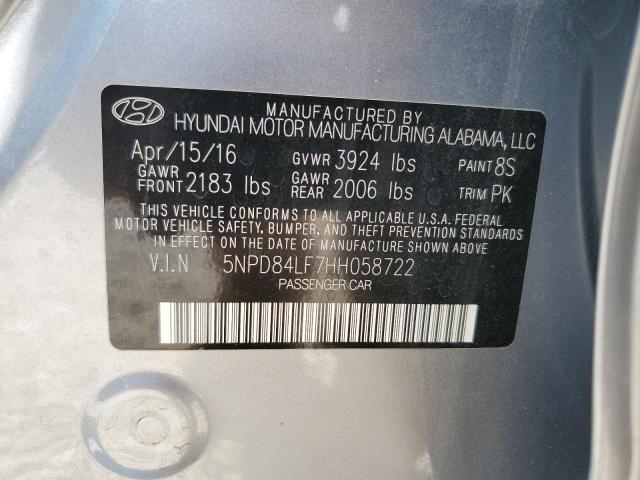 MANUFACTURED BY
HYUNDAI MOTOR MANUFACTURING ALABAMA, LLC
Apr/15/16 GVWR 3924 lbs PAINT 8S
GAWR FRONT 2183 lbs GAWR REAR 2006 lbs TRIM PK
THIS VEHICLE CONFORMS TO ALL APPLICABLE U.S.A. FEDERAL
MOTOR VEHICLE SAFETY, BUMPER, AND THEFT PREVENTION
STANDARDS IN EFFECT ON THE DATE OF MANUFACTURE SHOWN ABOVE.
V.I.N 5NPD84LF7HH058722
PASSENGER CAR